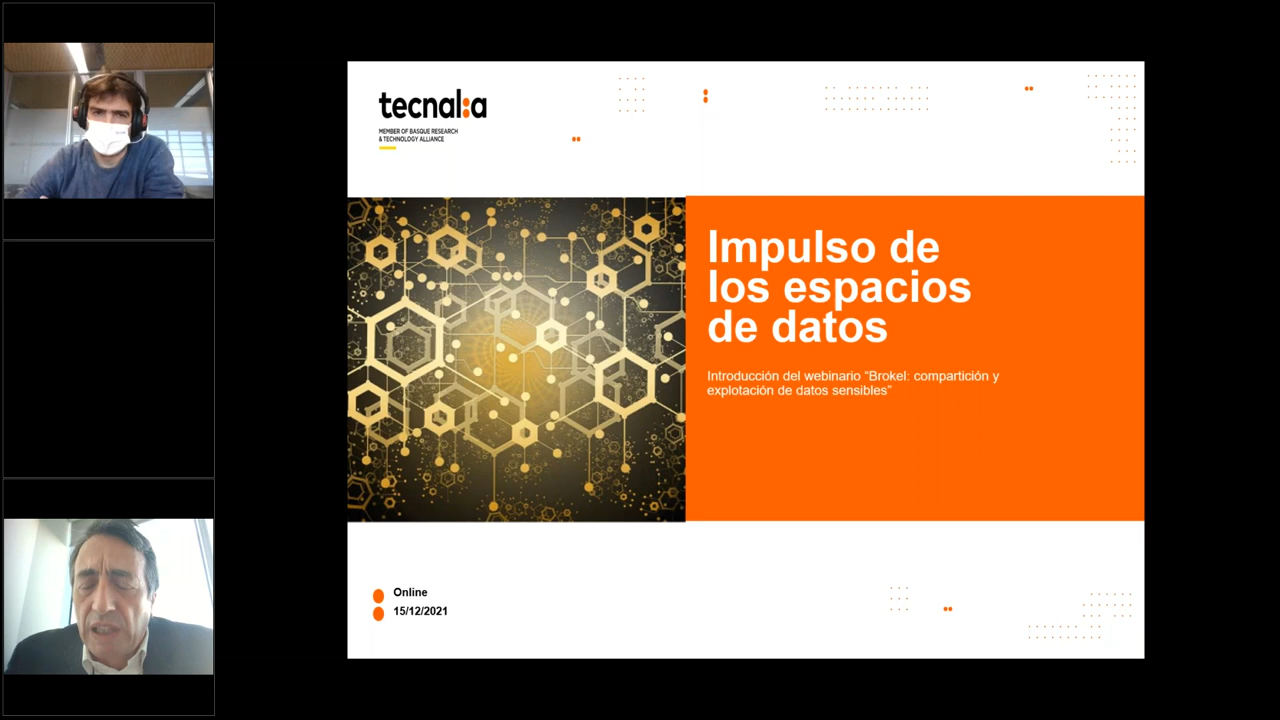 tecnal:a
MEMBER OF BASQUE RESEARCH
& TECHNOLOGY ALLIANCE
Impulso de
los espacios
de datos
Introducción del webinario “Brokel: compartición y
explotación de datos sensibles”
Online
15/12/2021